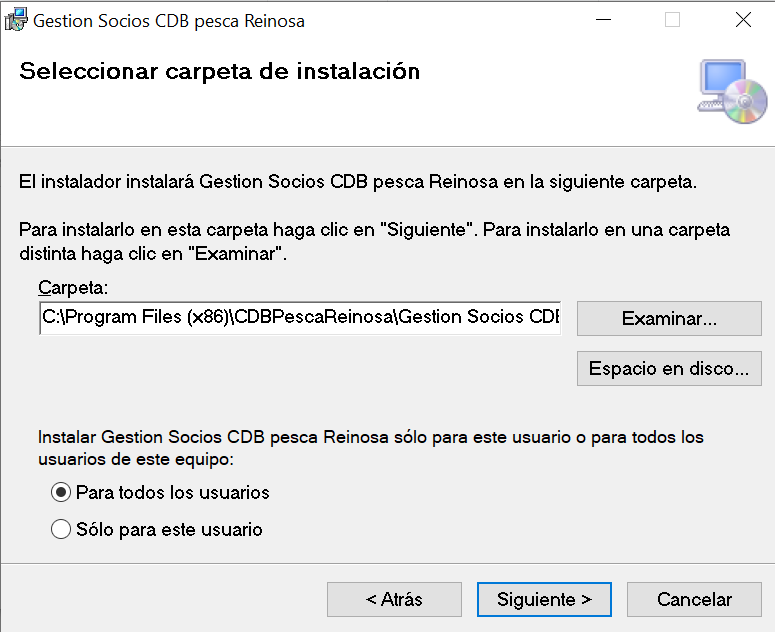 Gestion Socios CDB pesca Reinosa
Seleccionar carpeta de instalación
El instalador instalará Gestion Socios CDB pesca Reinosa en la siguiente carpeta.
Para instalarlo en esta carpeta haga clic en "Siguiente". Para instalarlo en una carpeta
distinta haga clic en "Examinar".
Carpeta:
C:\Program Files (x86)\CDBPescaReinosa\Gestion Socios CDB
Examinar...
Espacio en disco...
Instalar Gestion Socios CDB pesca Reinosa sólo para este usuario o para todos los
usuarios de este equipo:
Para todos los usuarios
Sólo para este usuario
< Atrás
Siguiente >
Cancelar